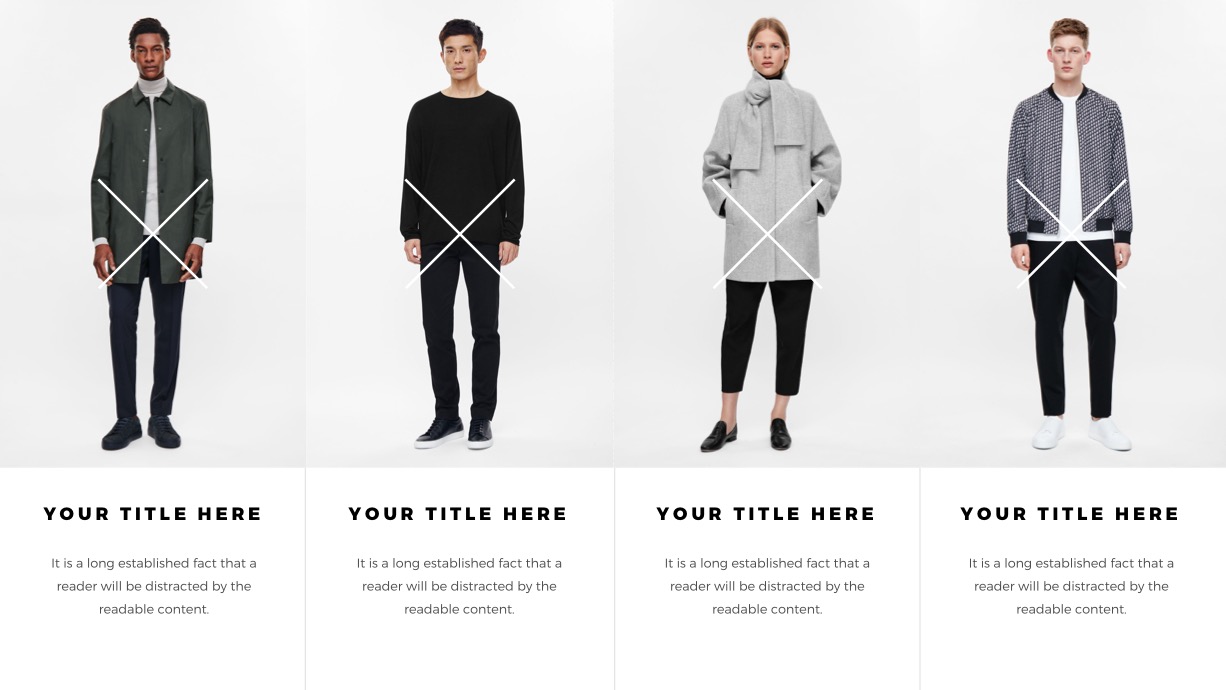 YOUR TITLE HERE
It is a long established fact that a
reader will be distracted by the
readable content.
YOUR TITLE HERE
It is a long established fact that a
reader will be distracted by the
readable content.
YOUR TITLE HERE
It is a long established fact that a
reader will be distracted by the
readable content.
YOUR TITLE HERE
It is a long established fact that a
reader will be distracted by the
readable content.